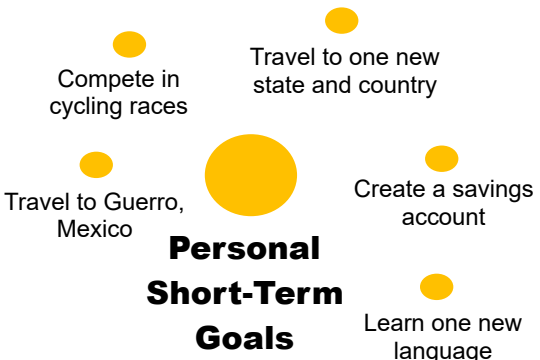 Travel to one new
state and country
Compete in
cycling races
Travel to Guerro,
Mexico
Create a savings
account
Personal
Short-Term
Goals
Learn one new
language